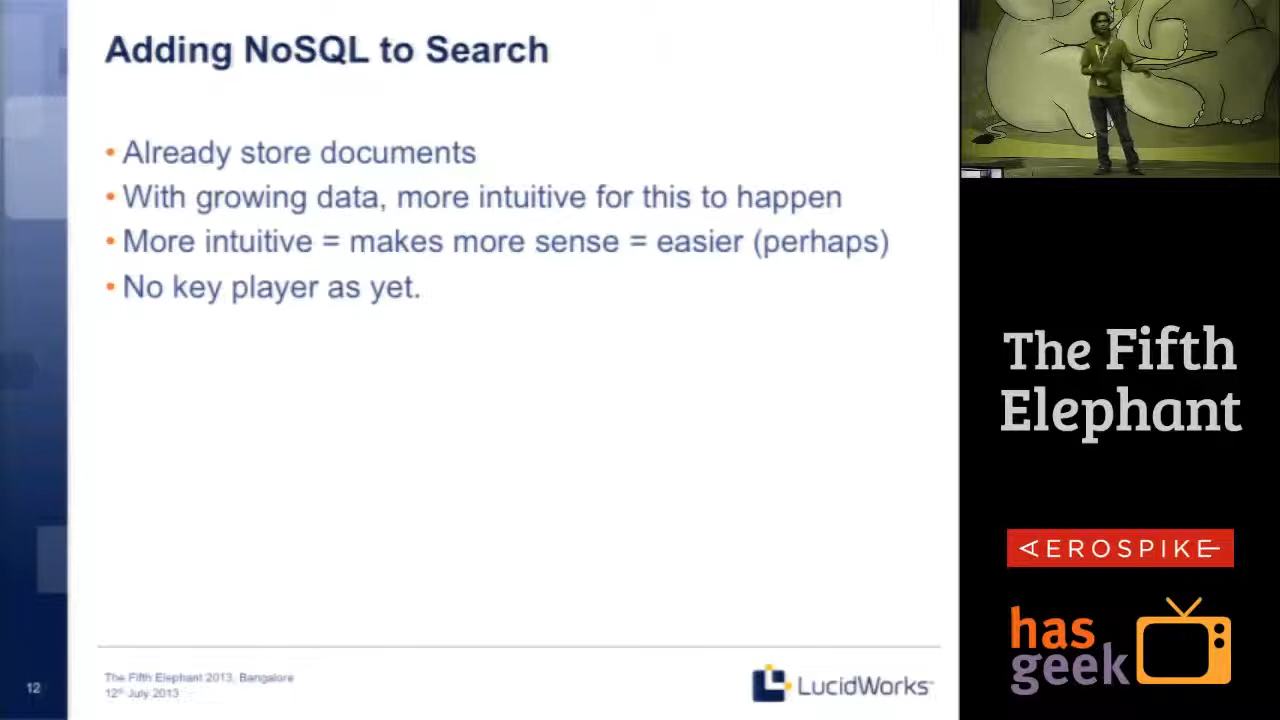 Adding NoSQL to Search
• Already store documents
• With growing data, more intuitive for this to happen
• More intuitive = makes more sense = easier (perhaps)
• No key player as yet.
12
The Fifth Elephant 2013, Bangalore
12th July 2013
LucidWorks
The Fifth
Elephant
AEROSPIKE
has
geek